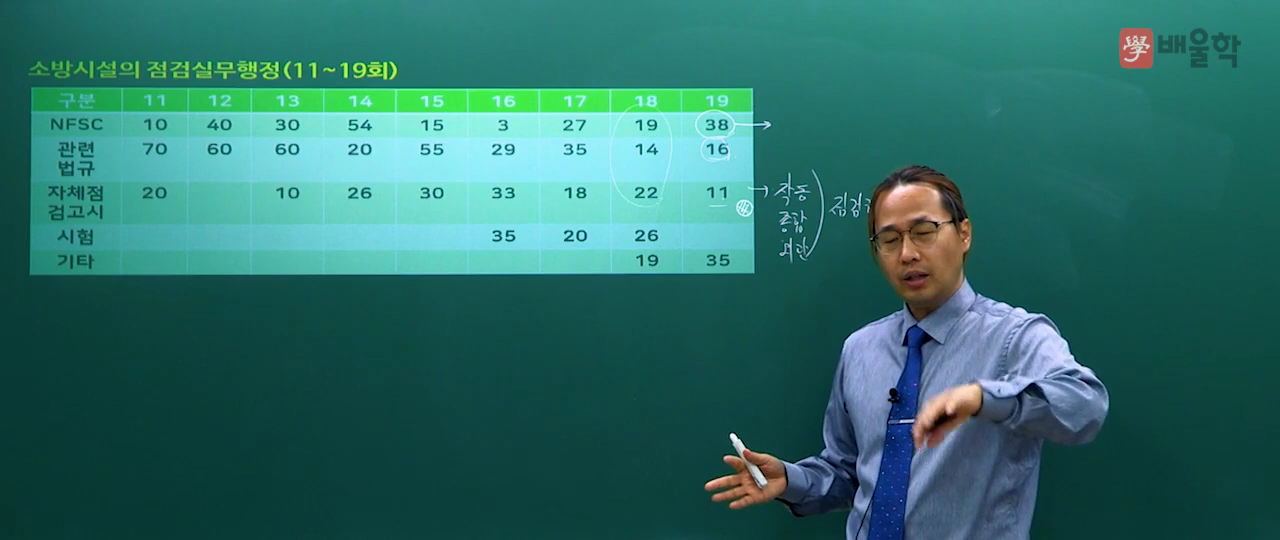 學 배울학
소방시설의 점검실무행정(11~19회)
구분 11 12 13 14 15 16 17 18 19
NFSC 10 40 30 54 15 3 27 19 38
관련 70 60 60 20 55 29 35 14 16
법규
자체점 20 10 26 30 33 18 22 11
검고시
시험 35 20 26
기타 19 35
작동
종합
외관
점검